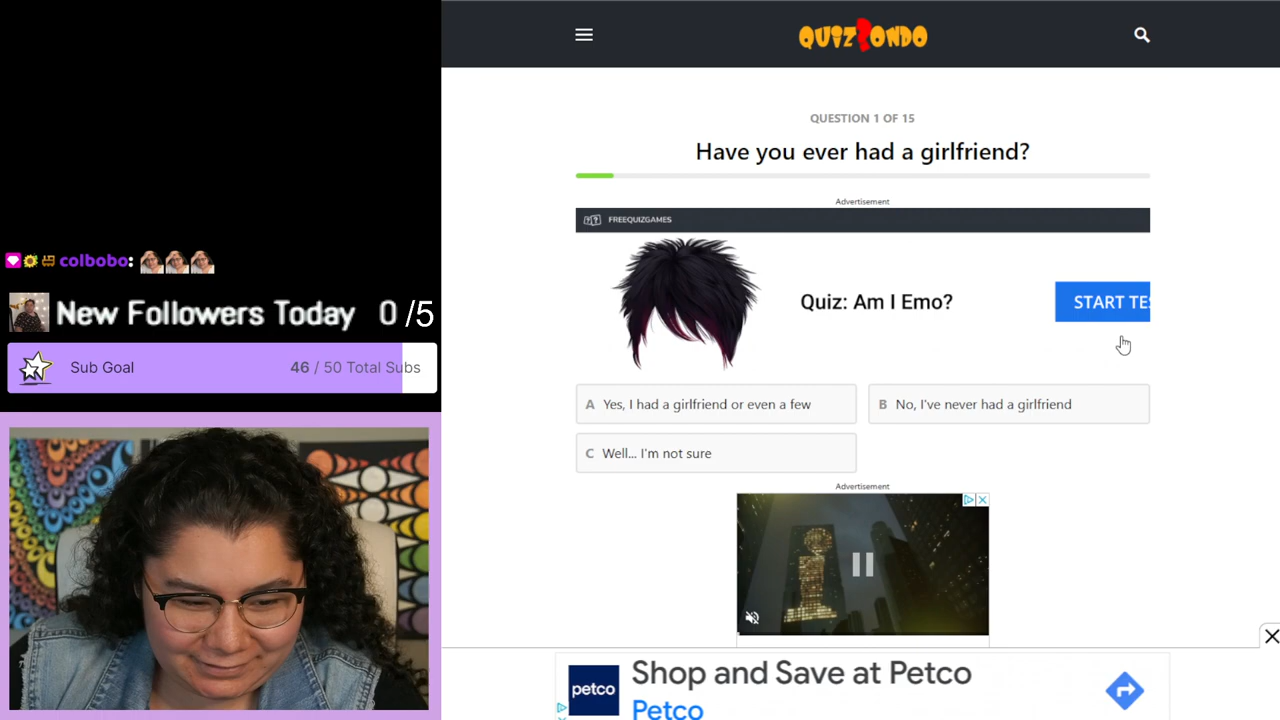 QUIZRONDO
QUESTION 1 OF 15
Have you ever had a girlfriend?
Advertisement
FREEQUIZGAMES
Quiz: Am I Emo?
START TES
A Yes, I had a girlfriend or even a few
B No, I've never had a girlfriend
C Well... I'm not sure
Advertisement
petco
Shop and Save at Petco
Petco
colbobo:
New Followers Today 0 /5
Sub Goal 46 / 50 Total Subs